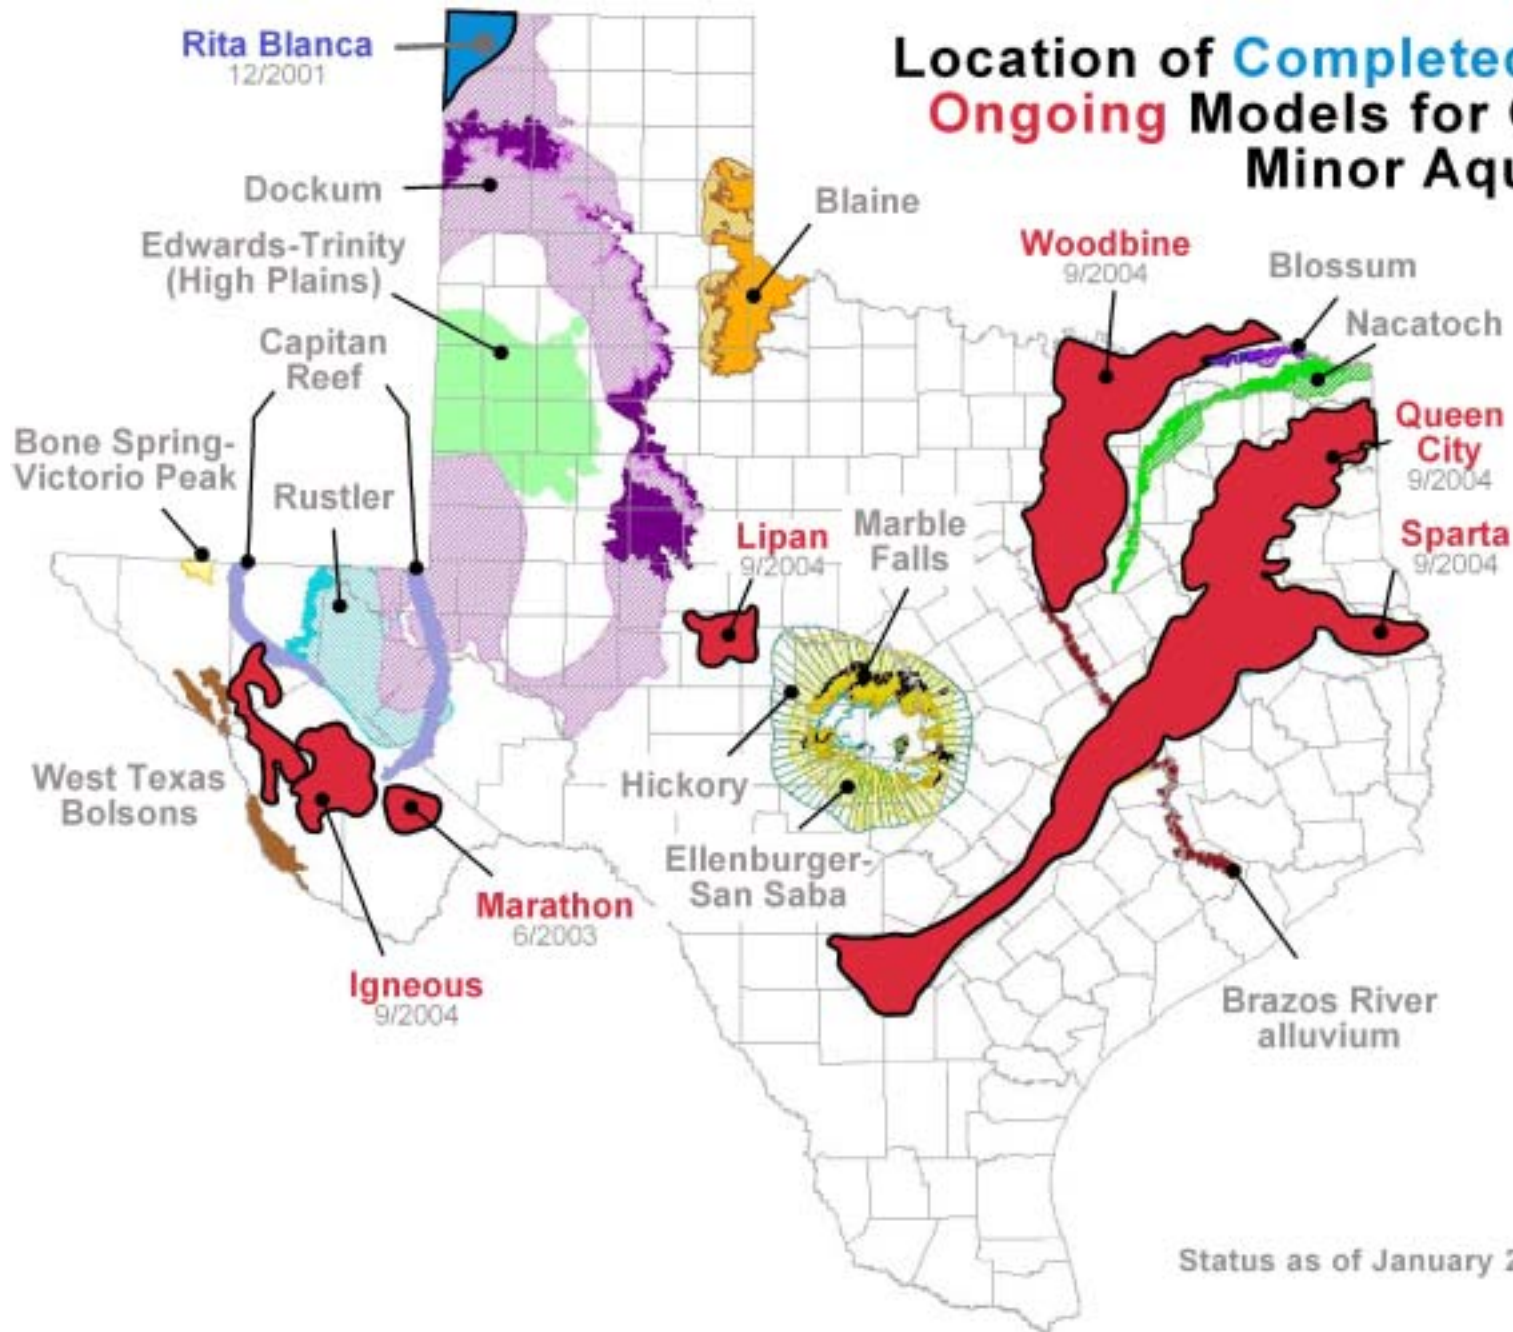 Location of Completed
Ongoing Models for
Minor
Rita Blanca
12/2001
Dockum
Edwards-Trinity
(High Plains)
Capitan
Reef
Bone Spring-
Victorio Peak
Rustler
Blaine
Woodbine
9/2004
Blossum
Nacatoch
Queen
City
9/2004
Sparta
9/2004
Lipan
9/2004
Marble
Falls
West Texas
Bolsons
Hickory
Ellenburger-
San Saba
Marathon
6/2003
Igneous
9/2004
Brazos River
alluvium
Status as of January